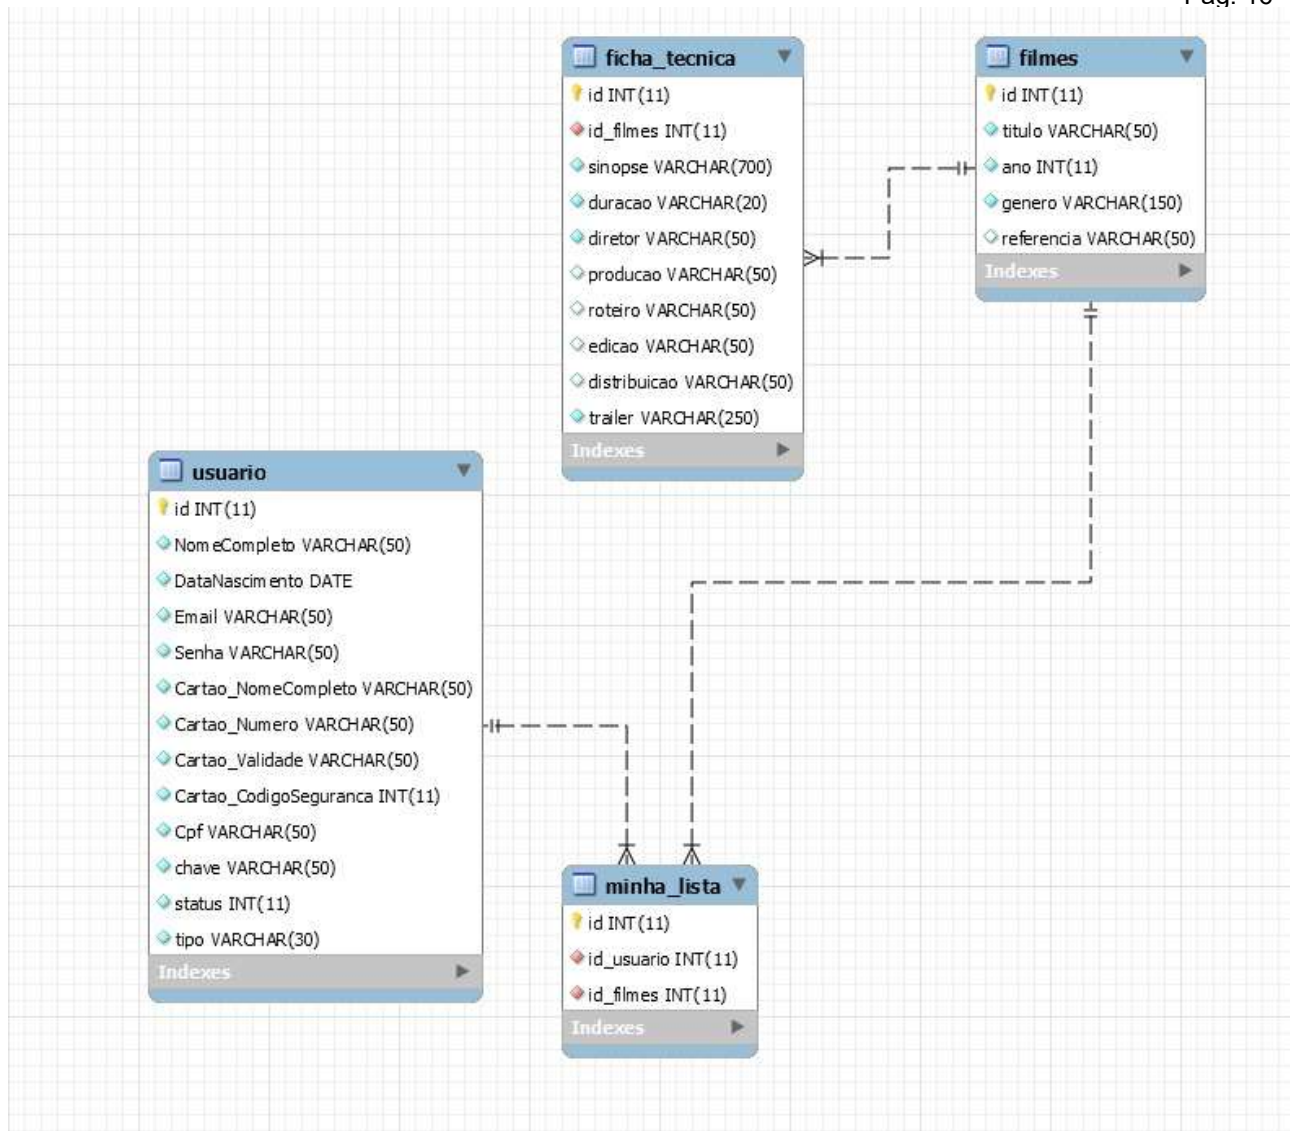 ficha_tecnica
id INT(11)
id_filmes INT(11)
sinopse VARCHAR(700)
duracao VARCHAR(20)
diretor VARCHAR(50)
producao VARCHAR(50)
roteiro VARCHAR(50)
edicao VARCHAR(50)
distribuicao VARCHAR(50)
trailer VARCHAR(250)
Indexes
filmes
id INT(11)
titulo VARCHAR(50)
ano INT(11)
genero VARCHAR(150)
referencia VARCHAR(50)
Indexes
usuario
id INT(11)
NomeCompleto VARCHAR(50)
DataNascimento DATE
Email VARCHAR(50)
Senha VARCHAR(50)
Cartao_NomeCompleto VARCHAR(50)
Cartao_Numero VARCHAR(50)
Cartao_Validade VARCHAR(50)
Cartao_CodigoSeguranca INT(11)
Cpf VARCHAR(50)
chave VARCHAR(50)
status INT(11)
tipo VARCHAR(30)
Indexes
minha_lista
id INT(11)
id_usuario INT(11)
id_filmes INT(11)
Indexes